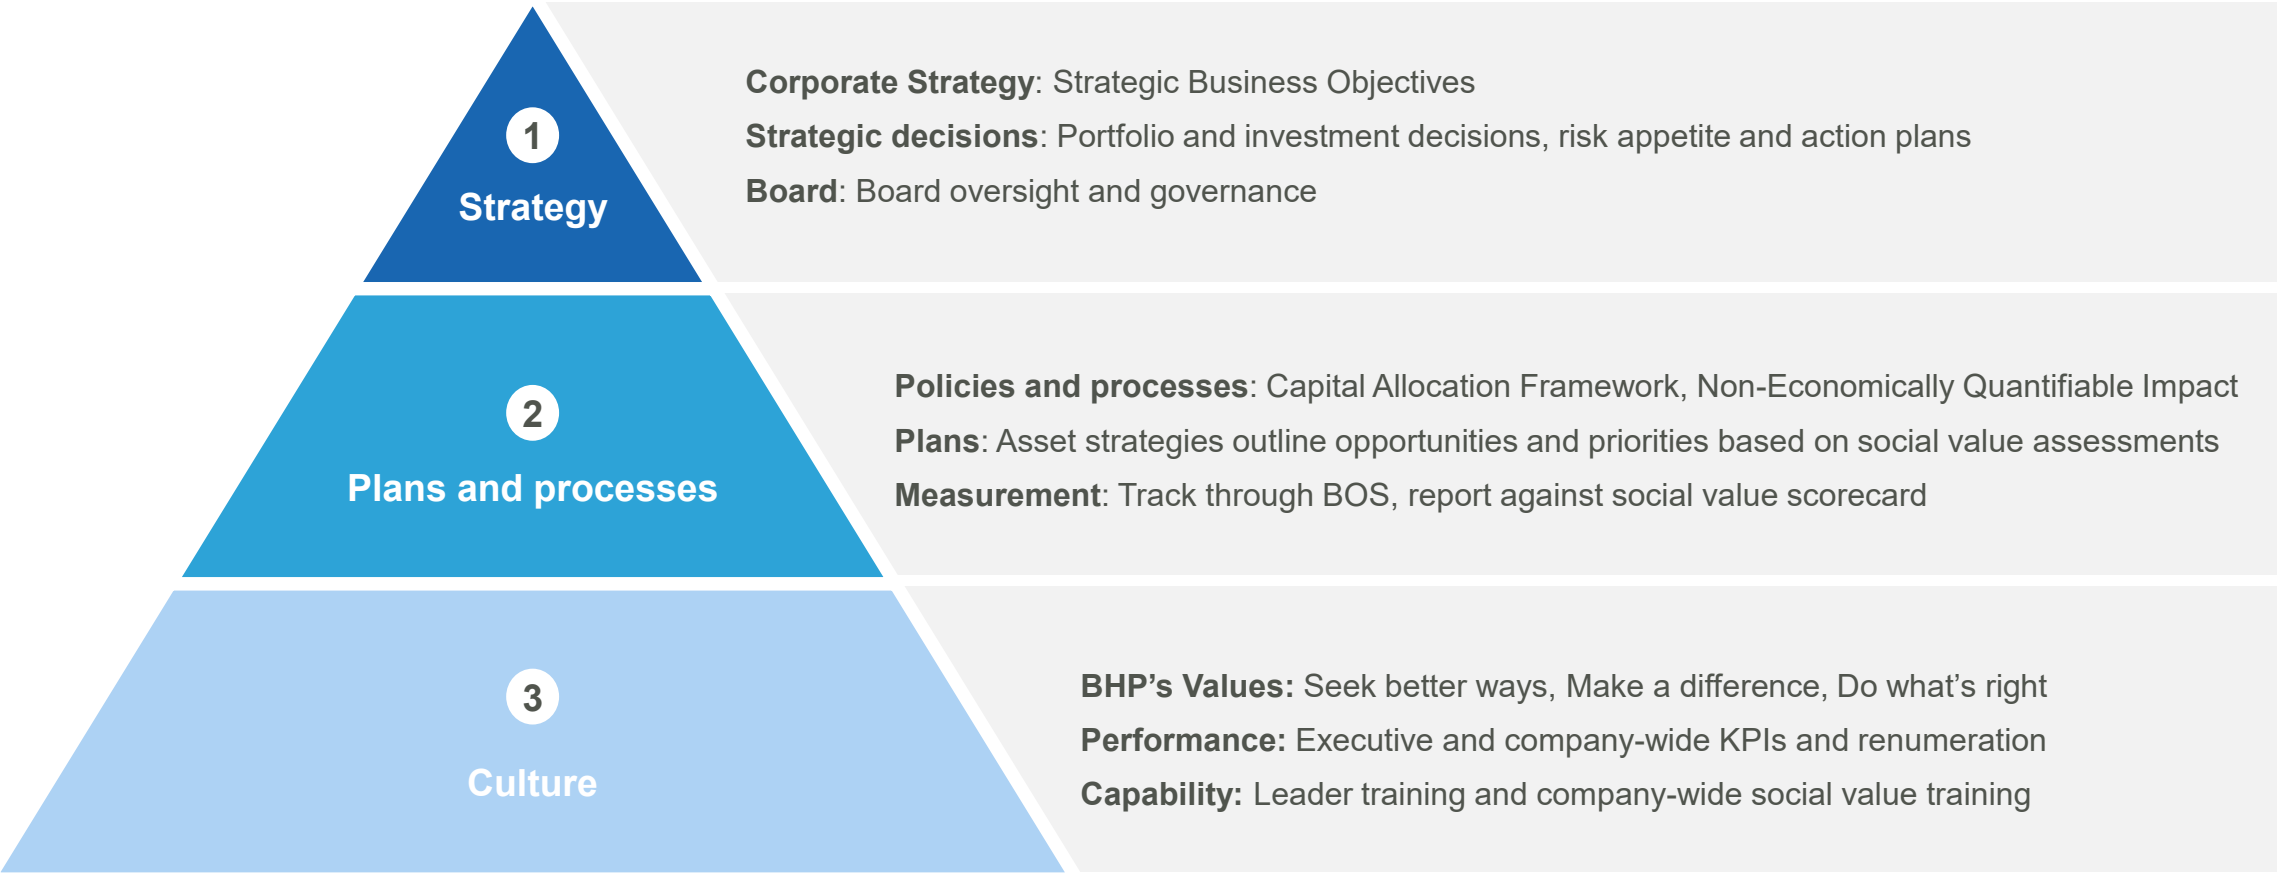 1
Strategy
Corporate Strategy: Strategic Business Objectives
Strategic decisions: Portfolio and investment decisions, risk appetite and action plans
Board: Board oversight and governance
2
Plans and processes
Policies and processes: Capital Allocation Framework, Non-Economically Quantifiable Impact
Plans: Asset strategies outline opportunities and priorities based on social value assessments
Measurement: Track through BOS, report against social value scorecard
3
Culture
BHP’s Values: Seek better ways, Make a difference, Do what’s right
Performance: Executive and company-wide KPIs and renumeration
Capability: Leader training and company-wide social value training